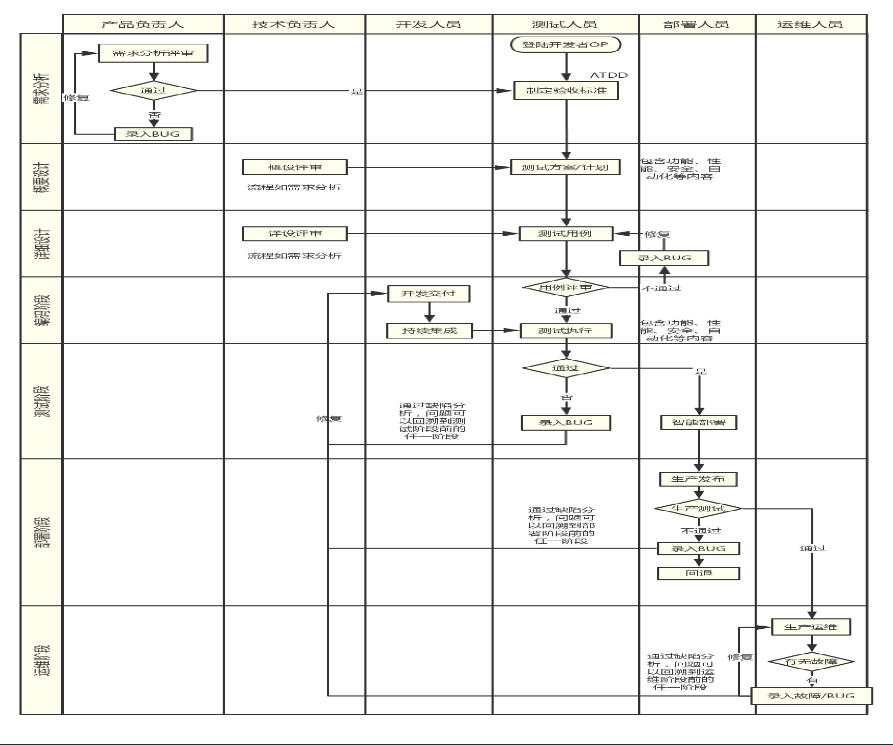 产品负责人
技术负责人
开发人员
测试人员
部署人员
运维人员
需求分析
需求分析评审
通过
是
否
修复
录入BUG
登陆开发者OP
ATDD
制定验收标准
概要设计
概设评审
流程如需求分析
测试方案/计划
包含功能、性
能、安全、自
动化等内容
详细设计
详设评审
流程如需求分析
测试用例
修复
录入BUG
编码阶段
开发交付
持续集成
用例评审
不通过
通过
测试执行
包含功能、性
能、安全、自
动化等内容
测试阶段
通过
是
否
修复
通过缺陷分
析，问题可
以回溯到测
试阶段前的
任一阶段
录入BUG
智能部署
部署阶段
生产发布
生产测试
不通过
通过
通过缺陷分
析，问题可
以回溯到部
署阶段前的
任一阶段
录入BUG
回退
运维阶段
生产运维
修复
有无故障
有
通过缺陷分
析，问题可
以回溯到运
维阶段前的
任一阶段
录入故障/BUG